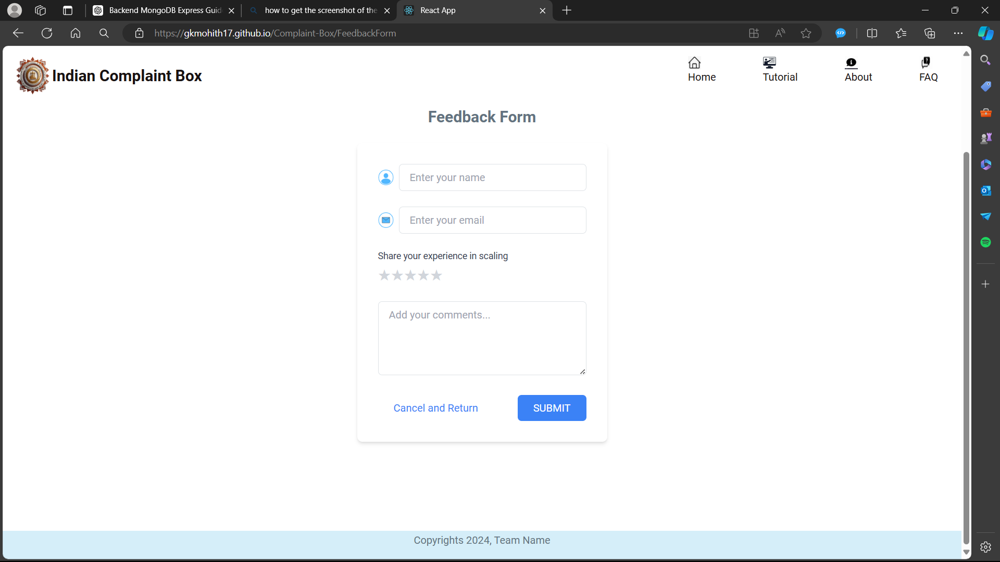 Backend MongoDB Express Guid
how to get the screenshot of the
React App
https://gkmohith17.github.io/Complaint-Box/FeedbackForm
Indian Complaint Box
Home
Tutorial
About
FAQ
Feedback Form
Enter your name
Enter your email
Share your experience in scaling
Add your comments...
Cancel and Return
SUBMIT
Copyrights 2024, Team Name